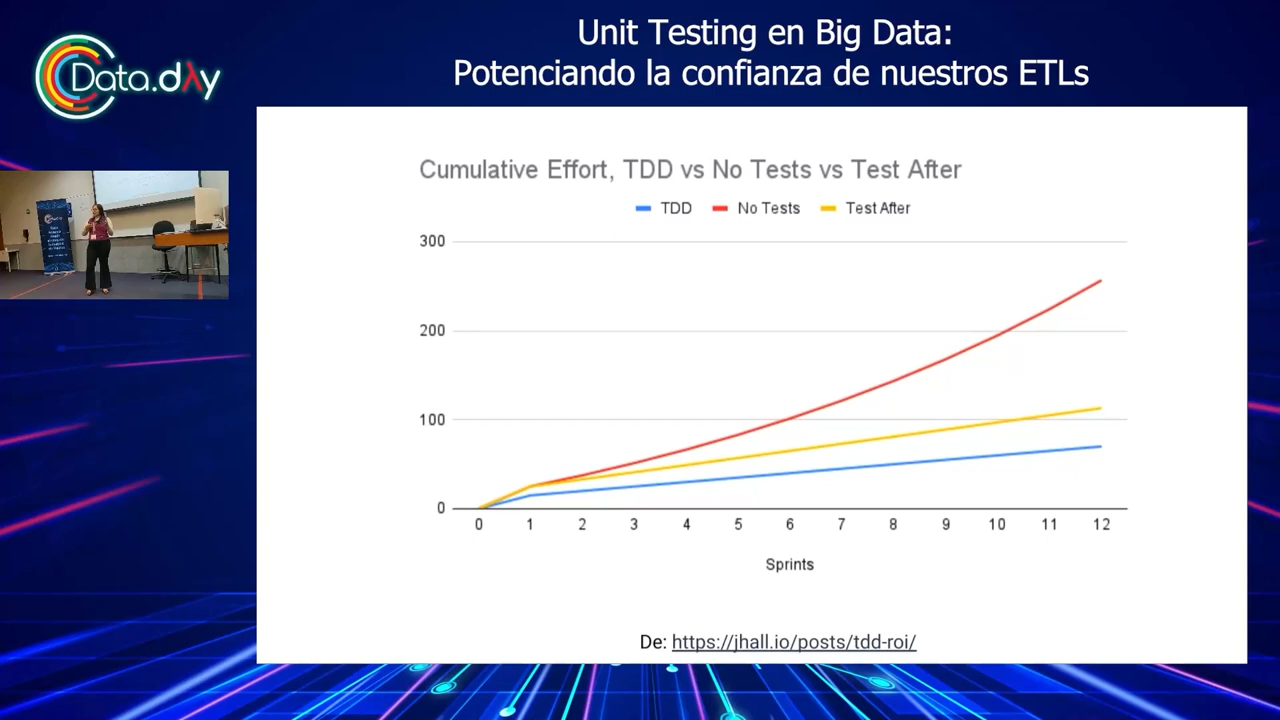 Unit Testing en Big Data:
Potenciando la confianza de nuestros ETLs
Data.dλy
Cumulative Effort, TDD vs No Tests vs Test After
TDD No Tests Test After
300
200
100
0
0 1 2 3 4 5 6 7 8 9 10 11 12
Sprints
De: https://jhall.io/posts/tdd-roi/